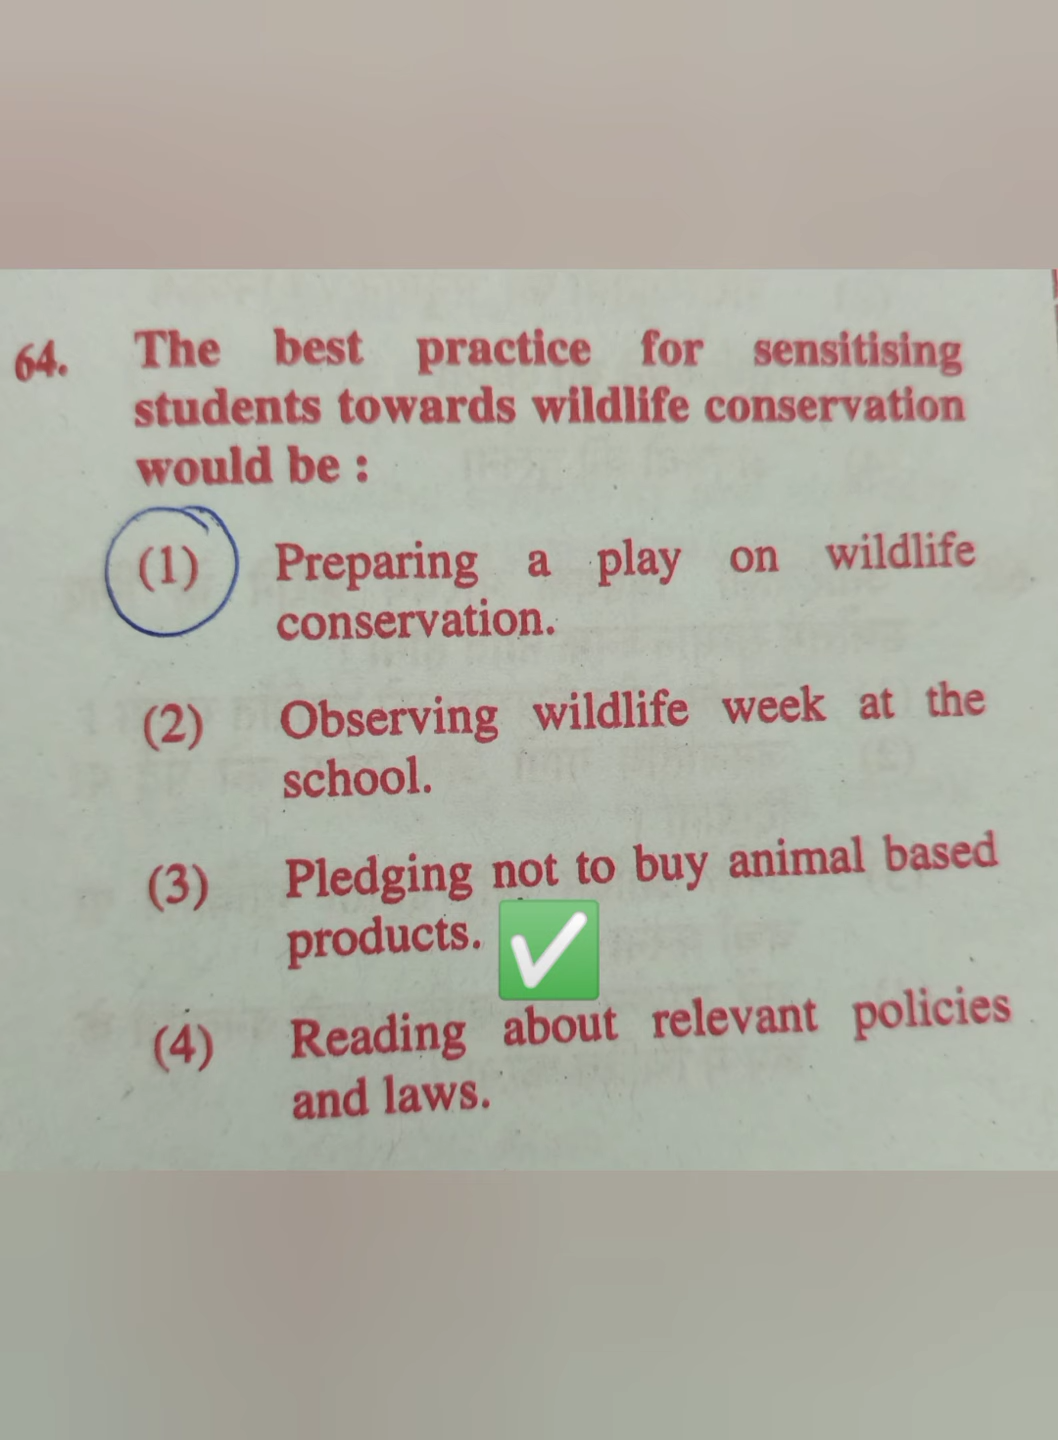 64. The best practice for sensitising
students towards wildlife conservation
would be :
(1) Preparing a play on wildlife
conservation.
(2) Observing wildlife week at the
school.
(3) Pledging not to buy animal based
products.
(4) Reading about relevant policies
and laws.